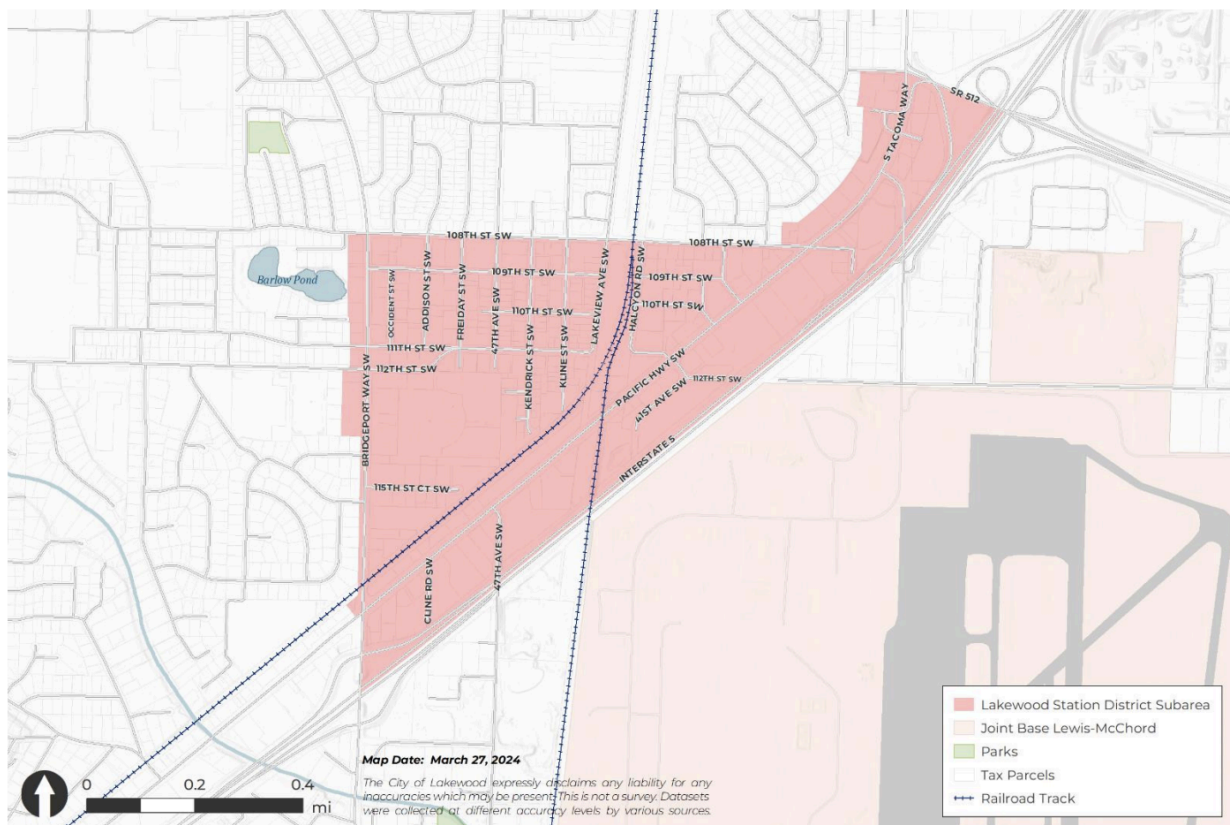 SR 512
S TACOMA WAY
108TH ST SW
108TH ST SW
Barlow Pond
OCCIDENT ST SW
ADDISON ST SW
FREIDAY ST SW
47TH AVE SW
109TH ST SW
110TH ST SW
KENDRICK ST SW
KLINE ST SW
LAKEVIEW AVE SW
HALCYON RD SW
109TH ST SW
110TH ST SW
111TH ST SW
112TH ST SW
BRIDGEPORT WAY SW
PACIFIC HWY SW
112TH ST SW
41ST AVE SW
INTERSTATE 5
115TH ST CT SW
CLINE RD SW
47TH AVE SW
Lakewood Station District Subarea
Joint Base Lewis-McChord
Parks
Tax Parcels
Railroad Track
0 0.2 0.4
mi
Map Date: March 27, 2024
The City of Lakewood expressly disclaims any liability for any
inaccuracies which may be present. This is not a survey. Datasets
were collected at different accuracy levels by various sources.